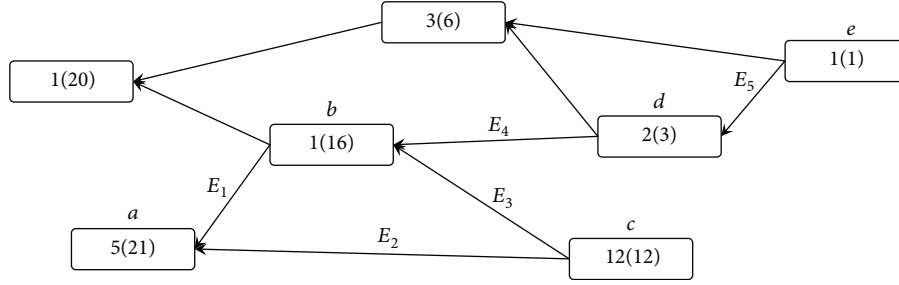 3(6)
e
1(1)
1(20)
E5
b
d
1(16)
E4
2(3)
E1
E3
a
c
5(21)
E2
12(12)